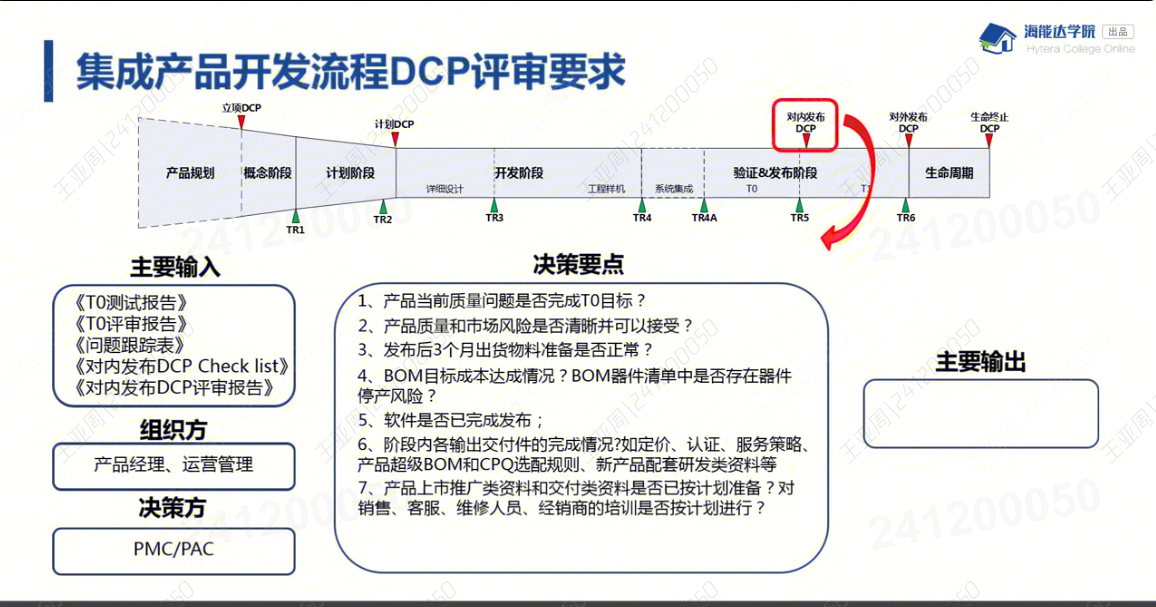 海能达学院 出品
Hytera College Online
集成产品开发流程DCP评审要求
立项DCP
计划DCP
对内发布
DCP
对外发布
DCP
生命终止
DCP
产品规划
概念阶段
计划阶段
开发阶段
验证&发布阶段
生命周期
详细设计
工程样机
系统集成
T0
T1
TR1
TR2
TR3
TR4
TR4A
TR5
TR6
主要输入
《T0测试报告》
《T0评审报告》
《问题跟踪表》
《对内发布DCP Check list》
《对内发布DCP评审报告》
组织方
产品经理、运营管理
决策方
PMC/PAC
决策要点
1、产品当前质量问题是否完成T0目标？
2、产品质量和市场风险是否清晰并可以接受？
3、发布后3个月出货物料准备是否正常？
4、BOM目标成本达成情况？BOM器件清单中是否存在器件
停产风险？
5、软件是否已完成发布；
6、阶段内各输出交付件的完成情况?如定价、认证、服务策略、
产品超级BOM和CPQ选配规则、新产品配套研发类资料等
7、产品上市推广类资料和交付类资料是否已按计划准备？对
销售、客服、维修人员、经销商的培训是否按计划进行？
主要输出
王亚周|241200050
241200050